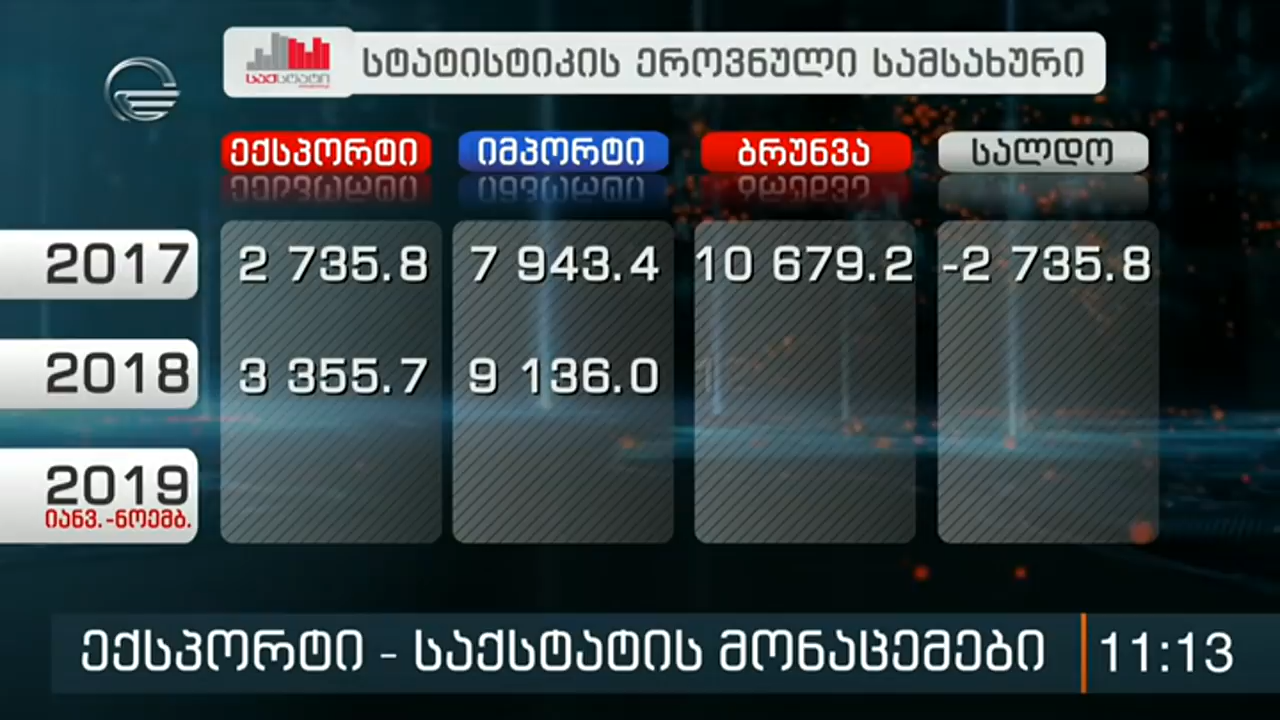 საქსტატი
სტატისტიკის ეროვნული სამსახური
ექსპორტი იმპორტი ბრუნვა სალდო
2017 2 735.8 7 943.4 10 679.2 -2 735.8
2018 3 355.7 9 136.0
2019
იანვ.-ნოემბ.
ექსპორტი - საქსტატის მონაცემები 11:13